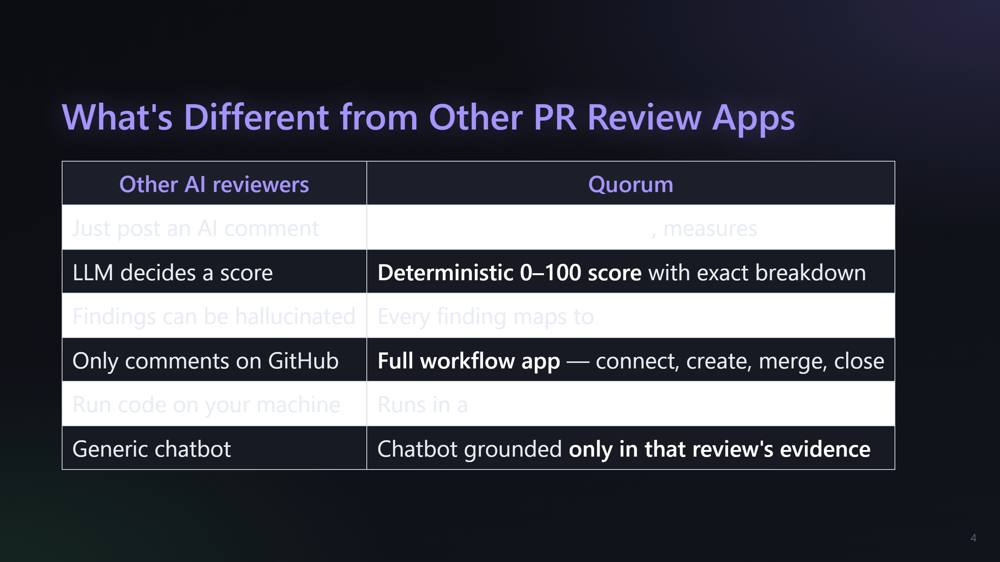 What's Different from Other PR Review Apps
Other AI reviewers
Quorum
Just post an AI comment
, measures
LLM decides a score
Deterministic 0–100 score with exact breakdown
Findings can be hallucinated
Every finding maps to
Only comments on GitHub
Full workflow app — connect, create, merge, close
Run code on your machine
Runs in a
Generic chatbot
Chatbot grounded only in that review's evidence
4